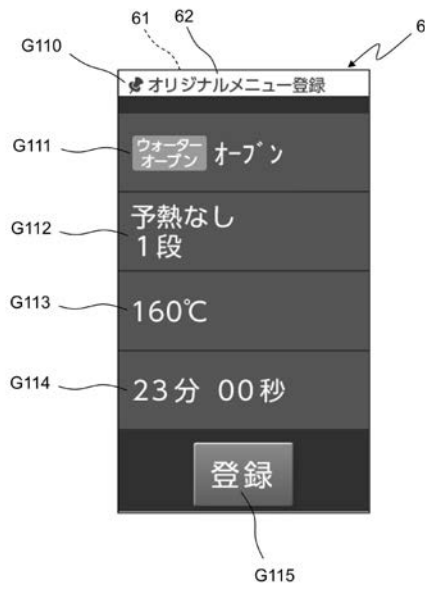 61 62 6
G110
オリジナルメニュー登録
G111
ウォーター
オーブン
オーブン
G112
予熱なし
1段
G113
160℃
G114
23分 00秒
登録
G115